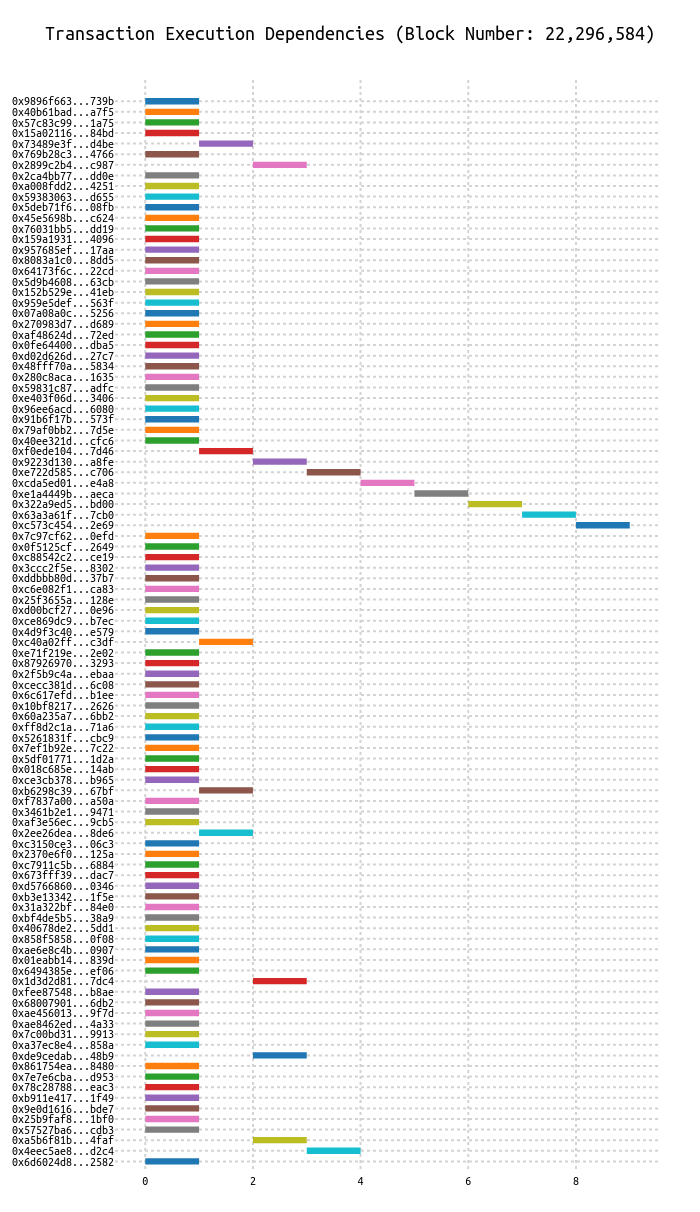 Transaction Execution Dependencies (Block Number: 22,296,584)
0x9896f663...739b
0x40b61bad...a7f5
0x57c83c99...1a75
0x15a02116...84bd
0x73489e3f...d4be
0x769b28c3...4766
0x2899c2b4...c987
0x2ca4bb77...dd0e
0xa008fdd2...4251
0x59383063...d655
0x5deb71f6...08fb
0x45e5698b...c624
0x76031bb5...dd19
0x159a1931...4096
0x957685ef...17aa
0x8083a1c0...8dd5
0x64173f6c...22cd
0x5d9b4608...63cb
0x152b529e...41eb
0x959e5def...563f
0x07a08a0c...5256
0x270983d7...d689
0xaf48624d...72ed
0x0fe64400...dba5
0xd02d626d...27c7
0x48fff70a...5834
0x280c8aca...1635
0x59831c87...adfc
0xe403f06d...3406
0x96ee6acd...6080
0x91b6f17b...573f
0x79af0bb2...7d5e
0x40ee321d...cfc6
0xf0ede104...7d46
0x9223d130...a8fe
0xe722d585...c706
0xcda5ed01...e4a8
0xe1a4449b...aeca
0x322a9ed5...bd00
0x63a3a61f...7cb0
0xc573c454...2e69
0x7c97cf62...0efd
0x0f5125cf...2649
0xc88542c2...ce19
0x3ccc2f5e...8302
0xddbbb80d...37b7
0xc6e082f1...ca83
0x25f3655a...128e
0xd00bcf27...0e96
0xce869dc9...b7ec
0x4d9f3c40...e579
0xc40a02ff...c3df
0xe71f219e...2e02
0x87926970...3293
0x2f5b9c4a...ebaa
0xcecc381d...6c08
0x6c617efd...b1ee
0x10bf8217...2626
0x60a235a7...6bb2
0xff8d2c1a...71a6
0x5261831f...cbc9
0x7ef1b92e...7c22
0x5df01771...1d2a
0x018c685e...14ab
0xce3cb378...b965
0xb6298c39...67bf
0xf7837a00...a50a
0x3461b2e1...9471
0xaf3e56ec...9cb5
0x2ee26dea...8de6
0xc3150ce3...06c3
0x2370e6f0...125a
0xc7911c5b...6884
0x673fff39...dac7
0xd5766860...0346
0xb3e13342...1f5e
0x31a322bf...84e0
0xbf4de5b5...38a9
0x40678de2...5dd1
0x858f5858...0f08
0xae6e8c4b...0907
0x01eabb14...839d
0x6494385e...ef06
0x1d3d2d81...7dc4
0xfee87548...b8ae
0x68007901...6db2
0xae456013...9f7d
0xae8462ed...4a33
0x7c00bd31...9913
0xa37ec8e4...858a
0xde9cedab...48b9
0x861754ea...8480
0x7e7e6cba...d953
0x78c28788...eac3
0xb911e417...1f49
0x9e0d1616...bde7
0x25b9faf8...1bf0
0x57527ba6...cdb3
0xa5b6f81b...4faf
0x4eec5ae8...d2c4
0x6d6024d8...2582
0 2 4 6 8